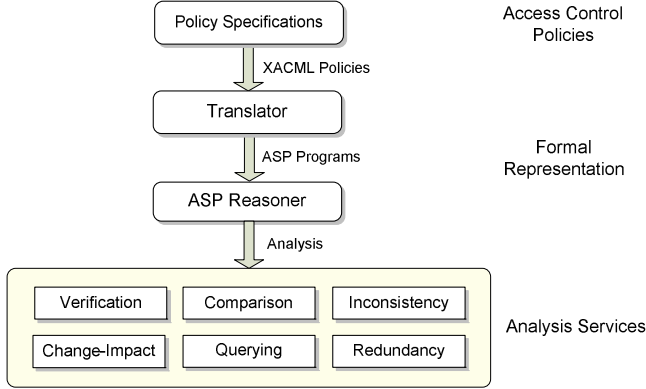 Policy Specifications
Access Control
Policies
XACML Policies
Translator
ASP Programs
Formal
Representation
ASP Reasoner
Analysis
Verification
Comparison
Inconsistency
Analysis Services
Change-Impact
Querying
Redundancy